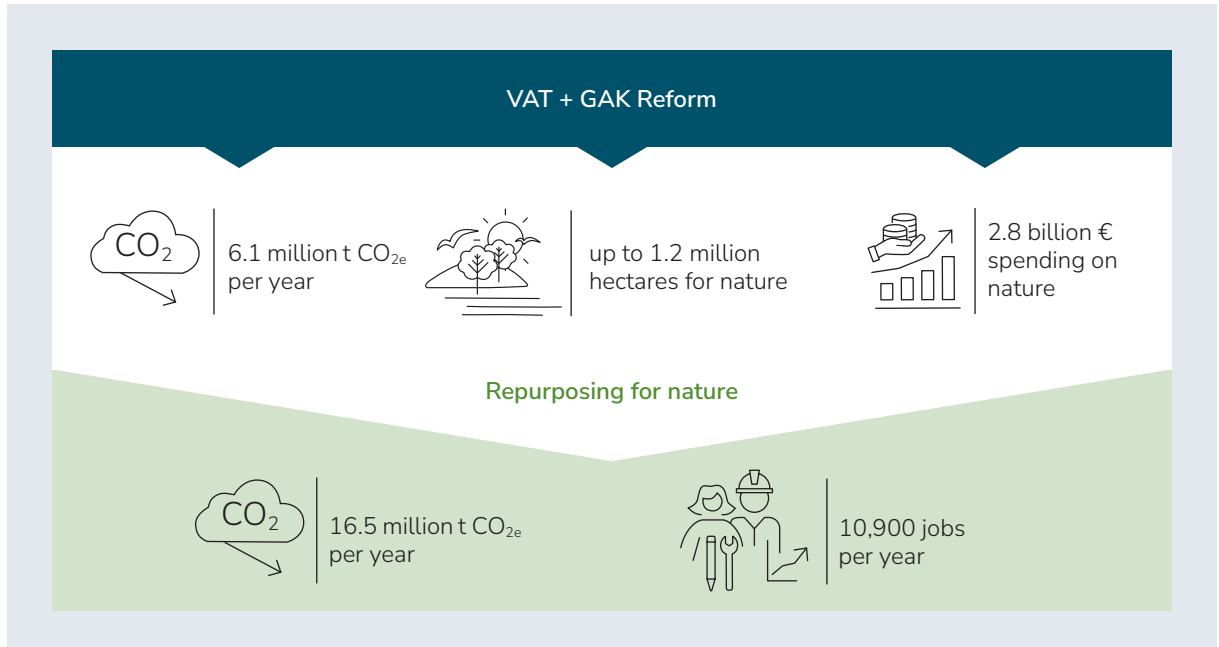 VAT + GAK Reform
CO₂
6.1 million t CO₂ₑ
per year
up to 1.2 million
hectares for nature
2.8 billion €
spending on
nature
Repurposing for nature
CO₂
16.5 million t CO₂ₑ
per year
10,900 jobs
per year